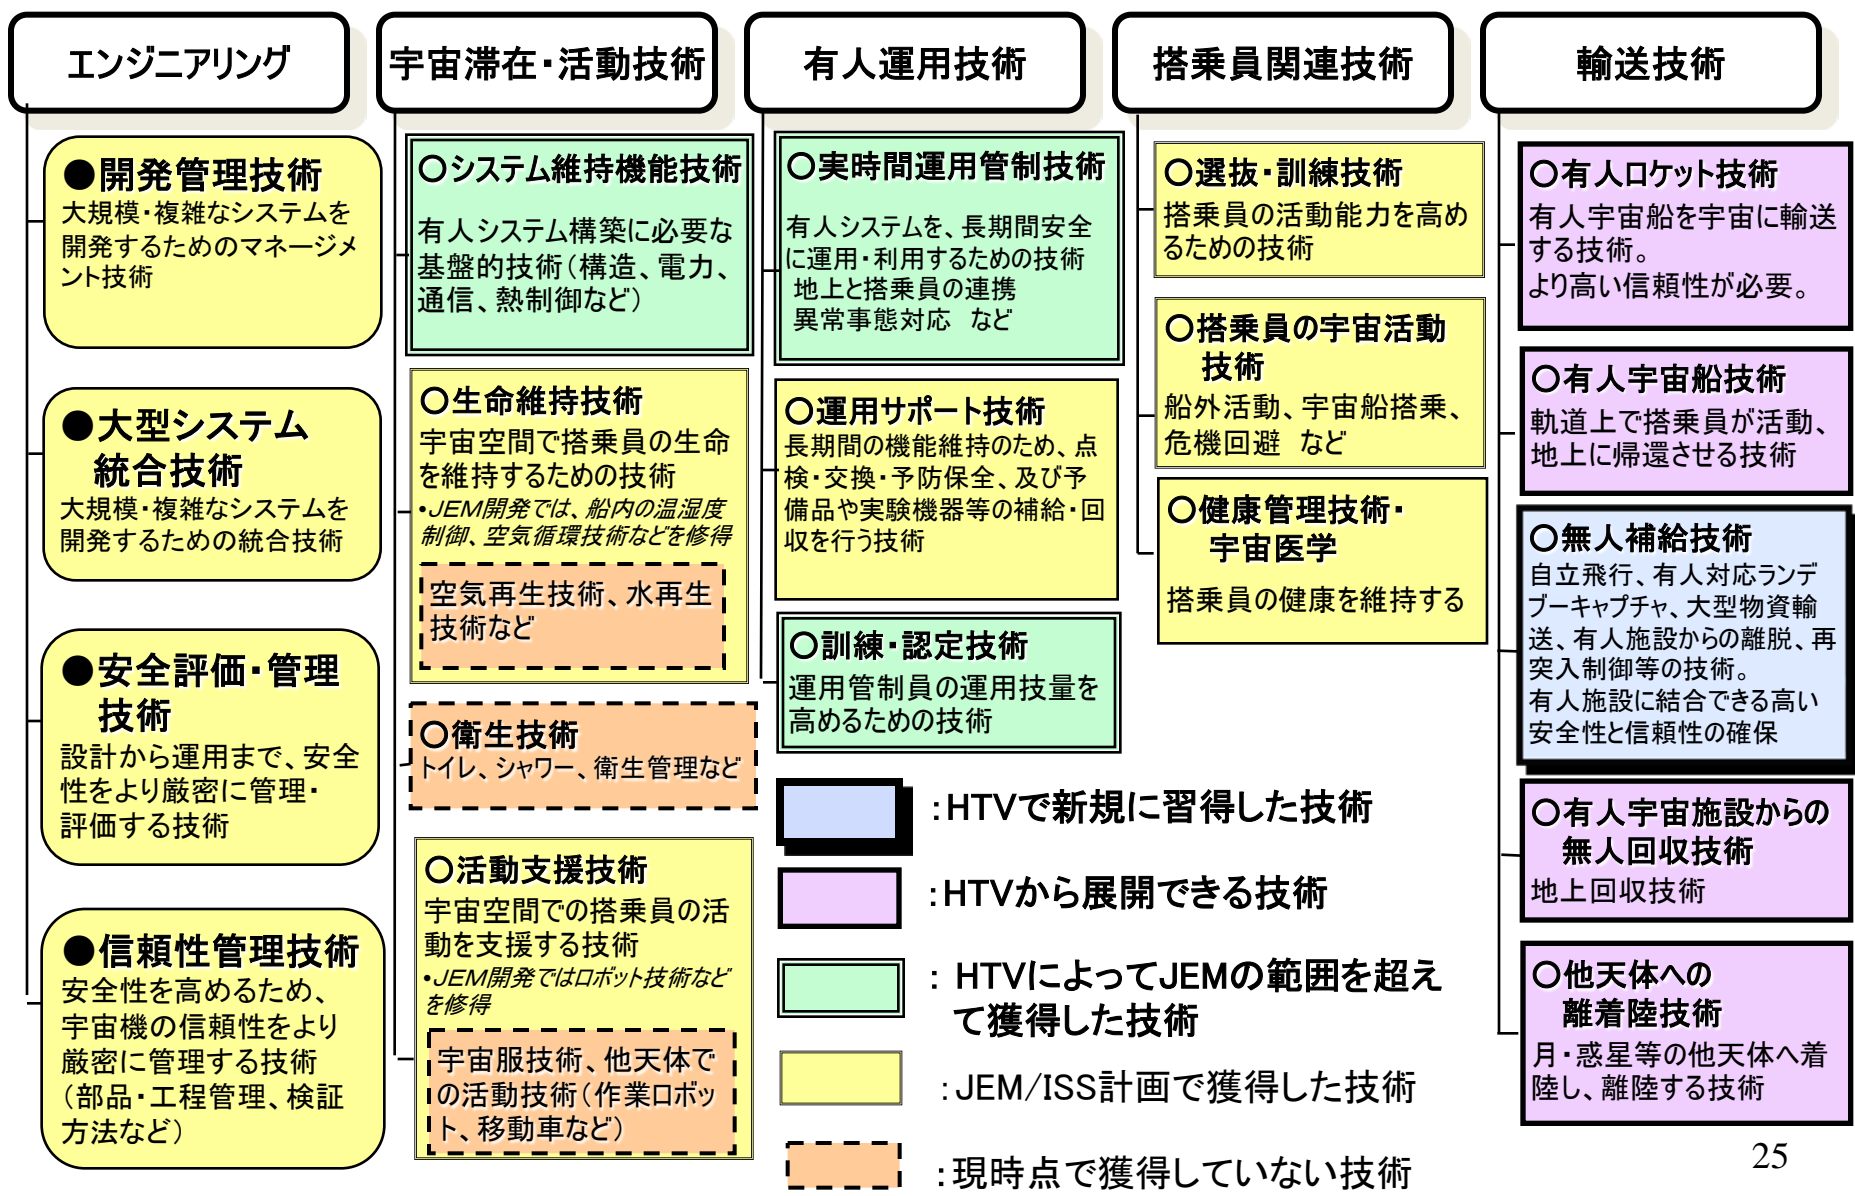 エンジニアリング
●開発管理技術
大規模・複雑なシステムを
開発するためのマネージメ
ント技術
●大型システム
統合技術
大規模・複雑なシステムを
開発するための統合技術
●安全評価・管理
技術
設計から運用まで、安全
性をより厳密に管理・
評価する技術
●信頼性管理技術
安全性を高めるため、
宇宙機の信頼性をより
厳密に管理する技術
（部品・工程管理、検証
方法など）
宇宙滞在・活動技術
○システム維持機能技術
有人システム構築に必要な
基盤的技術（構造、電力、
通信、熱制御など）
○生命維持技術
宇宙空間で搭乗員の生命
を維持するための技術
•JEM開発では、船内の温湿度
制御、空気循環技術などを修得
空気再生技術、水再生
技術など
○衛生技術
トイレ、シャワー、衛生管理など
○活動支援技術
宇宙空間での搭乗員の活
動を支援する技術
•JEM開発ではロボット技術など
を修得
宇宙服技術、他天体で
の活動技術（作業ロボッ
ト、移動車など）
有人運用技術
○実時間運用管制技術
有人システムを、長期間安全
に運用・利用するための技術
地上と搭乗員の連携
異常事態対応　など
○運用サポート技術
長期間の機能維持のため、点
検・交換・予防保全、及び予
備品や実験機器等の補給・回
収を行う技術
○訓練・認定技術
運用管制員の運用技量を
高めるための技術
搭乗員関連技術
○選抜・訓練技術
搭乗員の活動能力を高め
るための技術
○搭乗員の宇宙活動
技術
船外活動、宇宙船搭乗、
危機回避　など
○健康管理技術・
宇宙医学
搭乗員の健康を維持する
輸送技術
○有人ロケット技術
有人宇宙船を宇宙に輸送
する技術。
より高い信頼性が必要。
○有人宇宙船技術
軌道上で搭乗員が活動、
地上に帰還させる技術
○無人補給技術
自立飛行、有人対応ランデ
ブーキャプチャ、大型物資輸
送、有人施設からの離脱、再
突入制御等の技術。
有人施設に結合できる高い
安全性と信頼性の確保
○有人宇宙施設からの
無人回収技術
地上回収技術
○他天体への
離着陸技術
月・惑星等の他天体へ着
陸し、離陸する技術
：HTVで新規に習得した技術
：HTVから展開できる技術
：HTVによってJEMの範囲を超え
て獲得した技術
：JEM/ISS計画で獲得した技術
：現時点で獲得していない技術
25